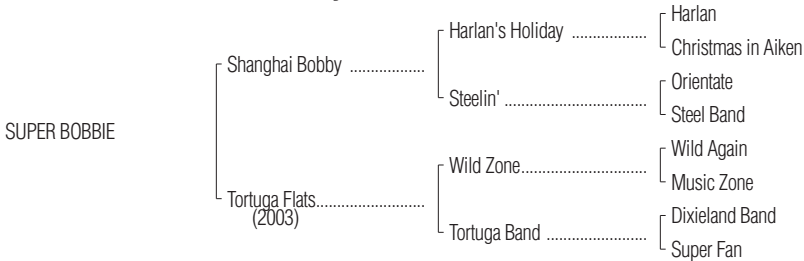 Harlan
Harlan's Holiday ..................
Christmas in Aiken
Shanghai Bobby ..................
Orientate
Steelin' ..................................
Steel Band
SUPER BOBBIE
Wild Again
Wild Zone..............................
Music Zone
Tortuga Flats..........................
(2003)
Dixieland Band
Tortuga Band ........................
Super Fan